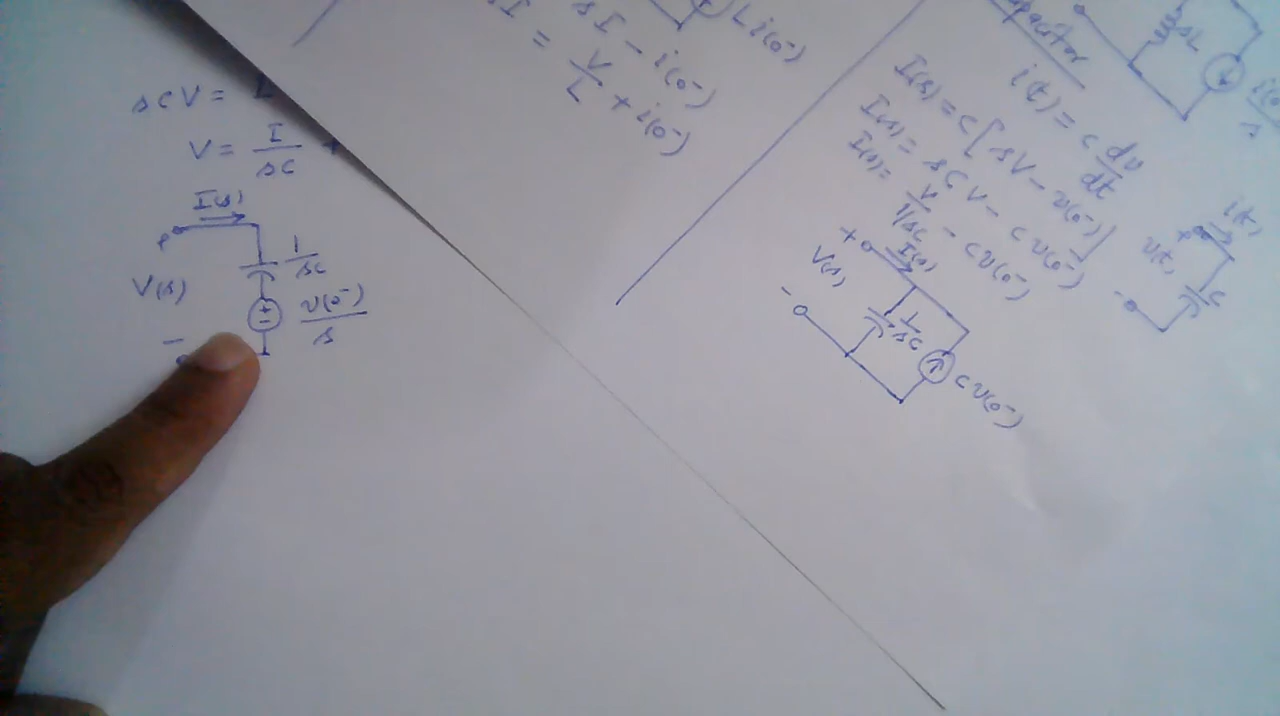 sCV = I
V = I/sC
I(s)
1/sC
V(s)
+
-
v(0⁻)/s
-
Li(0⁻)
sI - i(0⁻)
sI = V/L + i(0⁻)
sL
i(t) = C dv/dt
I(s) = C[sV - v(0⁻)]
I(s) = sCV - Cv(0⁻)
I(s) = V/1/sC - Cv(0⁻)
+
I(s)
V(s)
-
1/sC
Cv(0⁻)
i(t)
+
v(t)
-
C